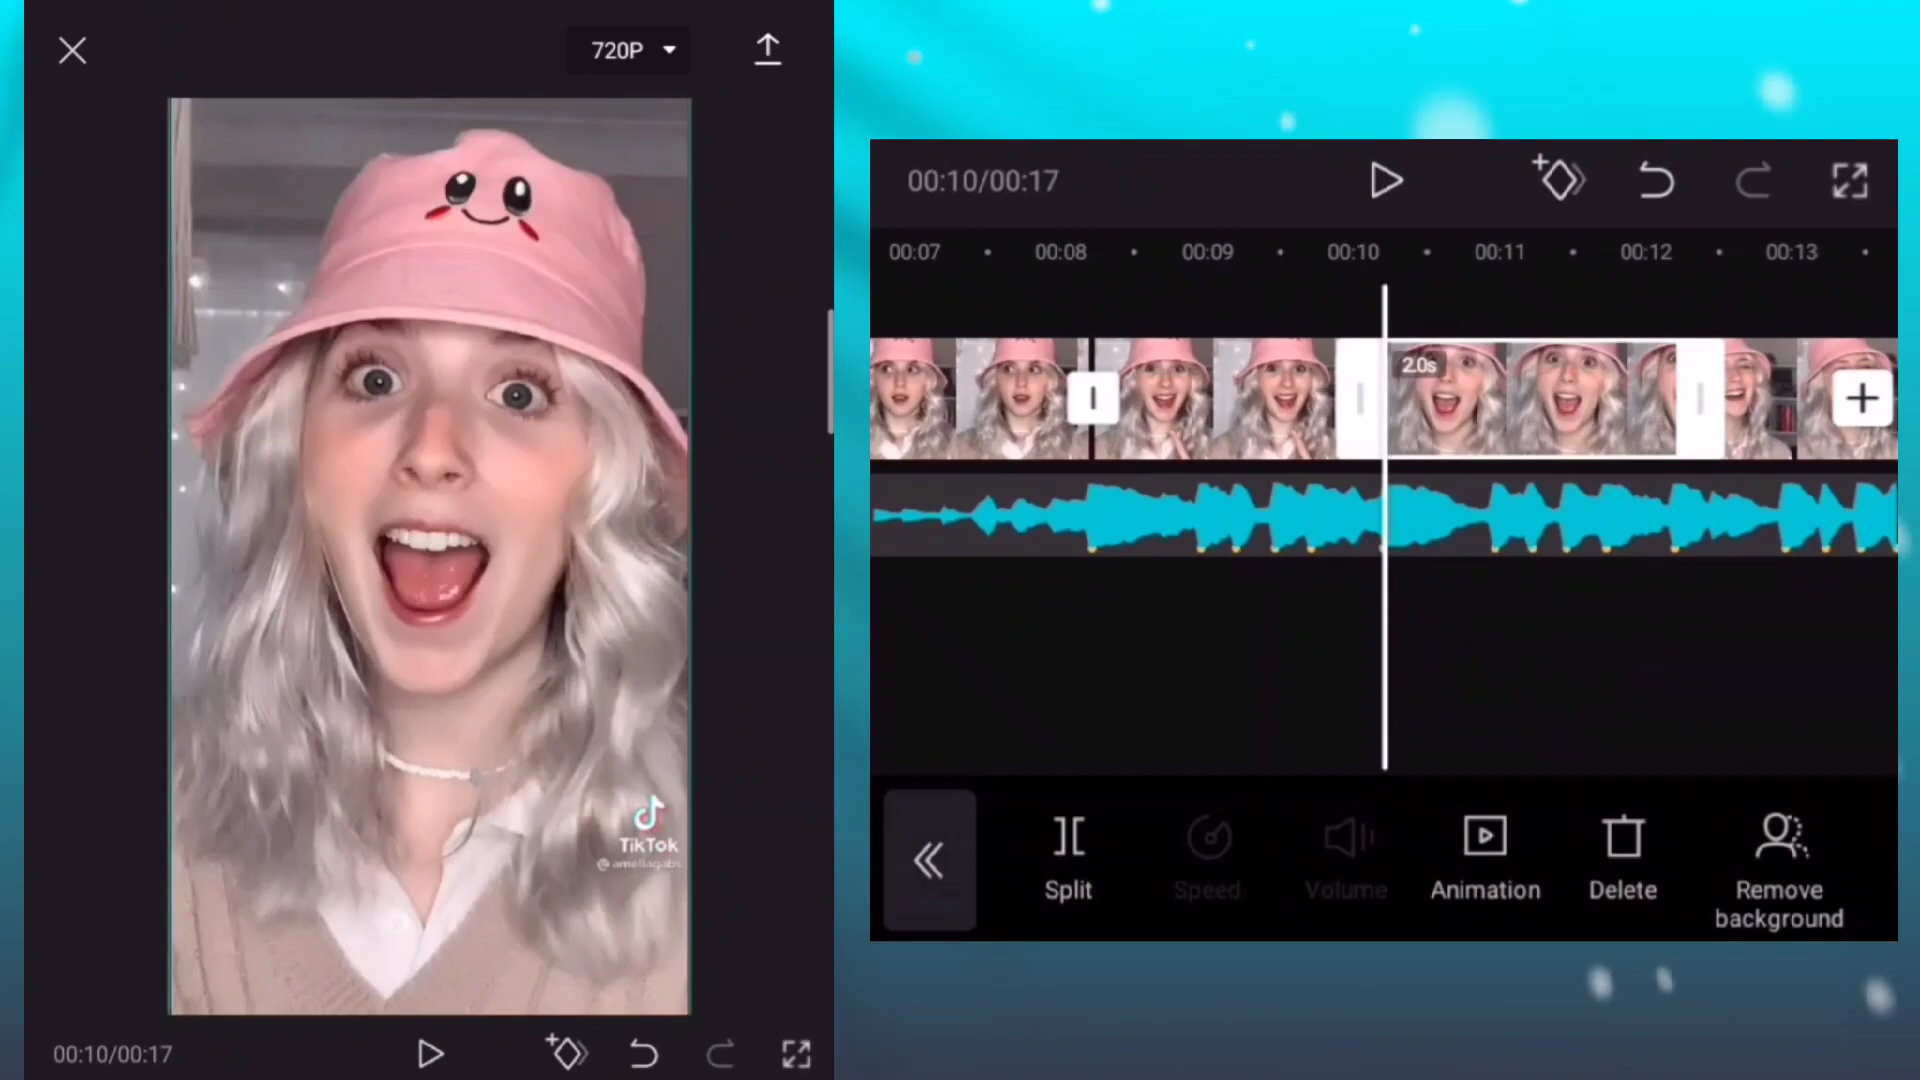 720P
TikTok
@ameliagabs
00:10/00:17
00:10/00:17
00:07
00:08
00:09
00:10
00:11
00:12
00:13
2.0s
Split
Speed
Volume
Animation
Delete
Remove
background